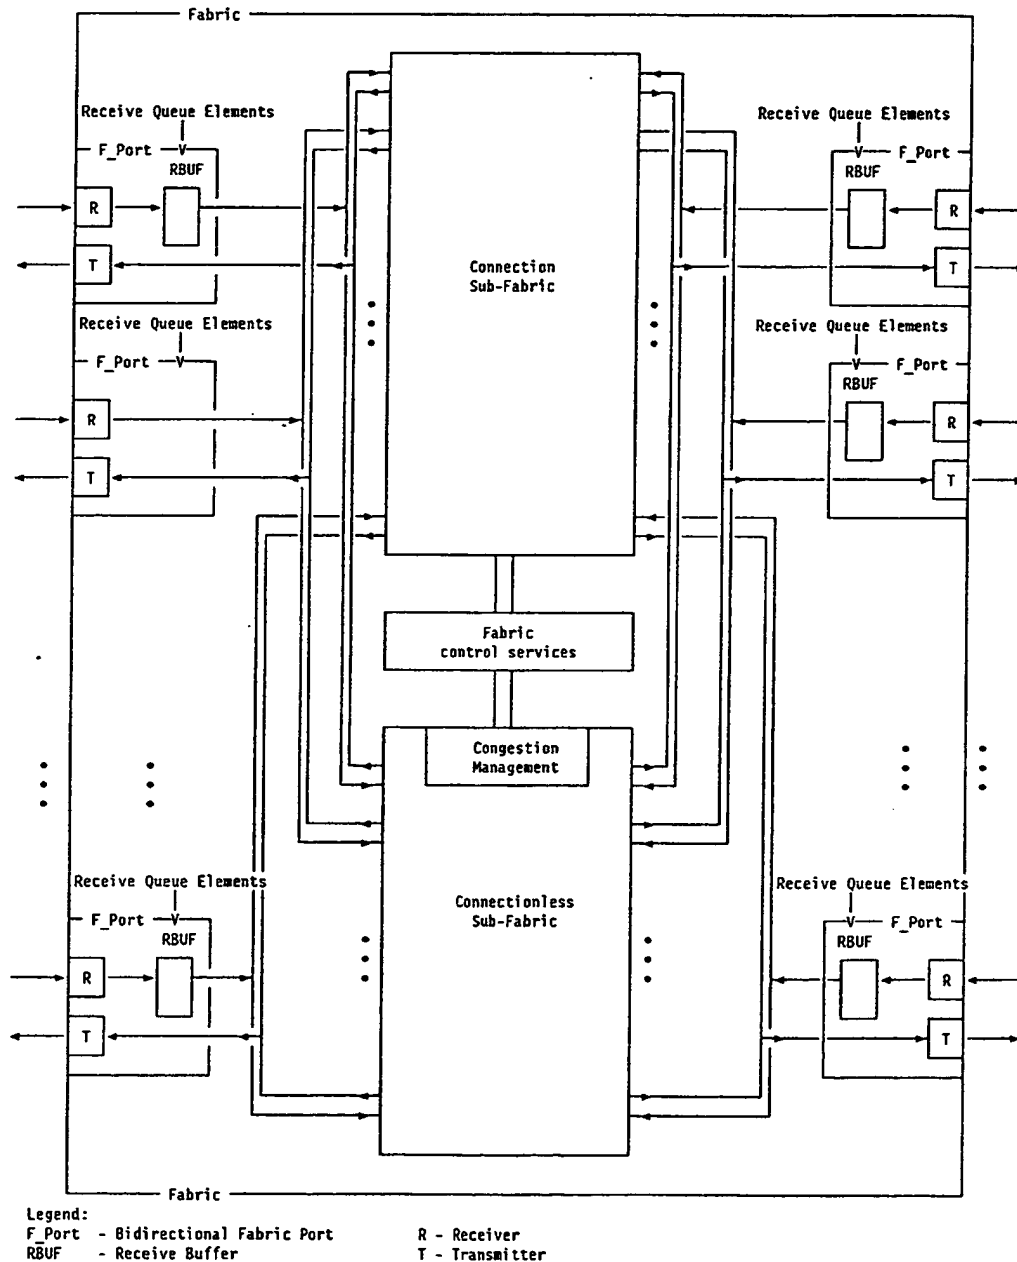 Fabric
Receive Queue Elements
F_Port V
RBUF
R
T
Receive Queue Elements
V F_Port
RBUF
R
T
Connection
Sub-Fabric
Receive Queue Elements
F_Port V
R
T
Receive Queue Elements
V F_Port
RBUF
R
T
Fabric
control services
Congestion
Management
Connectionless
Sub-Fabric
Receive Queue Elements
F_Port V
RBUF
R
T
Receive Queue Elements
V F_Port
RBUF
R
T
Fabric
Legend:
F_Port - Bidirectional Fabric Port R - Receiver
RBUF - Receive Buffer T - Transmitter